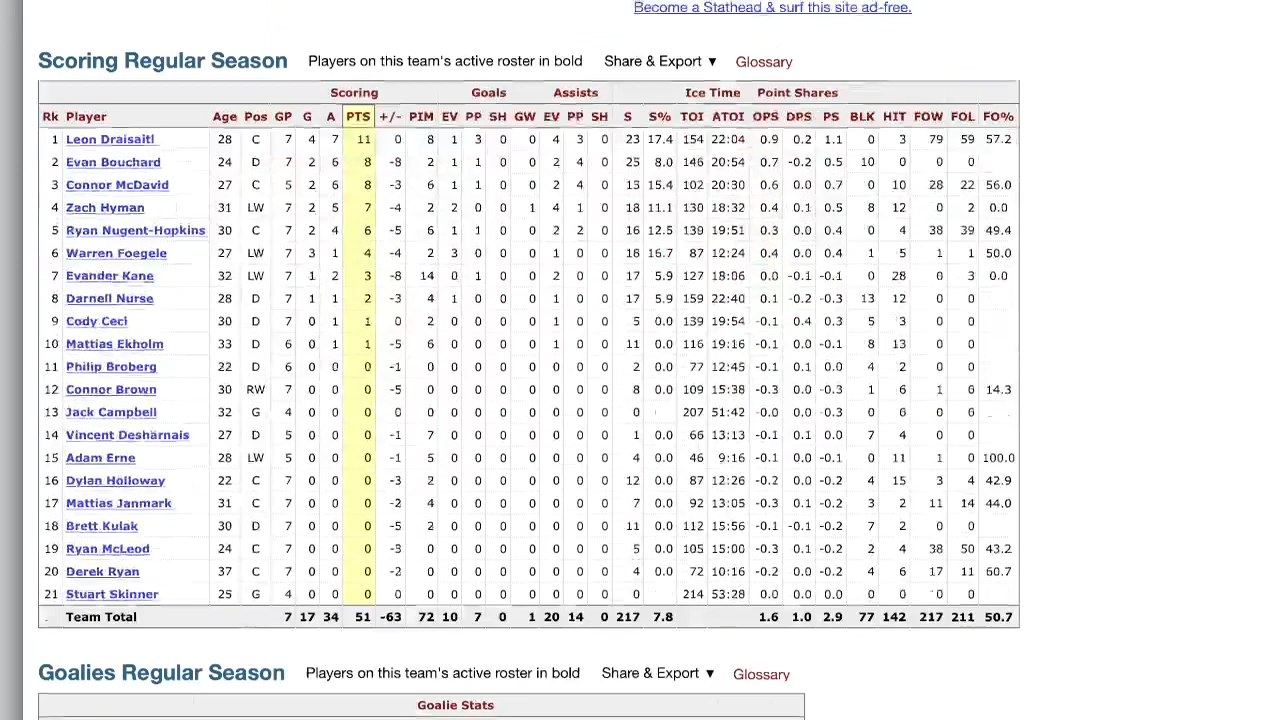 Become a Stathead & surf this site ad-free.
Scoring Regular Season Players on this team's active roster in bold Share & Export ▼ Glossary
Scoring Goals Assists Ice Time Point Shares
Rk Player Age Pos GP G A PTS +/- PIM EV PP SH GW EV PP SH S S% TOI ATOI OPS DPS PS BLK HIT FOW FOL FO%
1 Leon Draisaitl 28 C 7 4 7 11 0 8 1 3 0 0 4 3 0 23 17.4 154 22:04 0.9 0.2 1.1 0 3 79 59 57.2
2 Evan Bouchard 24 D 7 2 6 8 -8 2 1 1 0 0 2 4 0 25 8.0 146 20:54 0.7 -0.2 0.5 10 0 0 0
3 Connor McDavid 27 C 5 2 6 8 -3 6 1 1 0 0 2 4 0 13 15.4 102 20:30 0.6 0.0 0.7 0 10 28 22 56.0
4 Zach Hyman 31 LW 7 2 5 7 -4 2 2 0 0 1 4 1 0 18 11.1 130 18:32 0.4 0.1 0.5 8 12 0 2 0.0
5 Ryan Nugent-Hopkins 30 C 7 2 4 6 -5 6 1 1 0 0 2 2 0 16 12.5 139 19:51 0.3 0.0 0.4 0 4 38 39 49.4
6 Warren Foegele 27 LW 7 3 1 4 -4 2 3 0 0 0 1 0 0 16 16.7 87 12:24 0.4 0.0 0.4 1 5 1 1 50.0
7 Evander Kane 32 LW 7 1 2 3 -8 14 0 1 0 0 2 0 0 17 5.9 127 18:06 0.0 -0.1 -0.1 0 28 0 3 0.0
8 Darnell Nurse 28 D 7 1 1 2 -3 4 1 0 0 0 1 0 0 17 5.9 159 22:40 0.1 -0.2 -0.3 13 12 0 0
9 Cody Ceci 30 D 7 0 1 1 0 2 0 0 0 0 1 0 0 5 0.0 139 19:54 -0.1 0.4 0.3 5 3 0 0
10 Mattias Ekholm 33 D 6 0 1 1 -5 6 0 0 0 0 1 0 0 11 0.0 116 19:16 -0.1 0.0 -0.1 8 13 0 0
11 Philip Broberg 22 D 6 0 0 0 -1 0 0 0 0 0 0 0 0 2 0.0 77 12:45 -0.1 0.1 0.0 4 2 0 0
12 Connor Brown 30 RW 7 0 0 0 -5 0 0 0 0 0 0 0 0 8 0.0 109 15:38 -0.3 0.0 -0.3 1 6 1 6 14.3
13 Jack Campbell 32 G 4 0 0 0 0 0 0 0 0 0 0 0 0 0 207 51:42 -0.0 0.0 -0.3 0 6 0 6
14 Vincent Desharnais 27 D 5 0 0 0 -1 7 0 0 0 0 0 0 0 1 0.0 66 13:13 -0.1 0.1 0.0 7 4 0 0
15 Adam Erne 28 LW 5 0 0 0 -1 5 0 0 0 0 0 0 0 4 0.0 46 9:16 -0.1 0.0 -0.1 0 11 1 0 100.0
16 Dylan Holloway 22 C 7 0 0 0 -3 2 0 0 0 0 0 0 0 12 0.0 87 12:26 -0.2 0.0 -0.2 4 15 3 4 42.9
17 Mattias Janmark 31 C 7 0 0 0 -2 4 0 0 0 0 0 0 0 7 0.0 92 13:05 -0.3 0.1 -0.2 3 2 11 14 44.0
18 Brett Kulak 30 D 7 0 0 0 -5 2 0 0 0 0 0 0 0 11 0.0 112 15:56 -0.1 -0.1 -0.2 7 2 0 0
19 Ryan McLeod 24 C 7 0 0 0 -3 0 0 0 0 0 0 0 0 5 0.0 105 15:00 -0.3 0.1 -0.2 2 4 38 50 43.2
20 Derek Ryan 37 C 7 0 0 0 -2 0 0 0 0 0 0 0 0 4 0.0 72 10:16 -0.2 0.0 -0.2 4 6 17 11 60.7
21 Stuart Skinner 25 G 4 0 0 0 0 0 0 0 0 0 0 0 0 0 214 53:28 0.0 0.0 0.0 0 0 0 0
Team Total 7 17 34 51 -63 72 10 7 0 1 20 14 0 217 7.8 1.6 1.0 2.9 77 142 217 211 50.7
Goalies Regular Season Players on this team's active roster in bold Share & Export ▼ Glossary
Goalie Stats